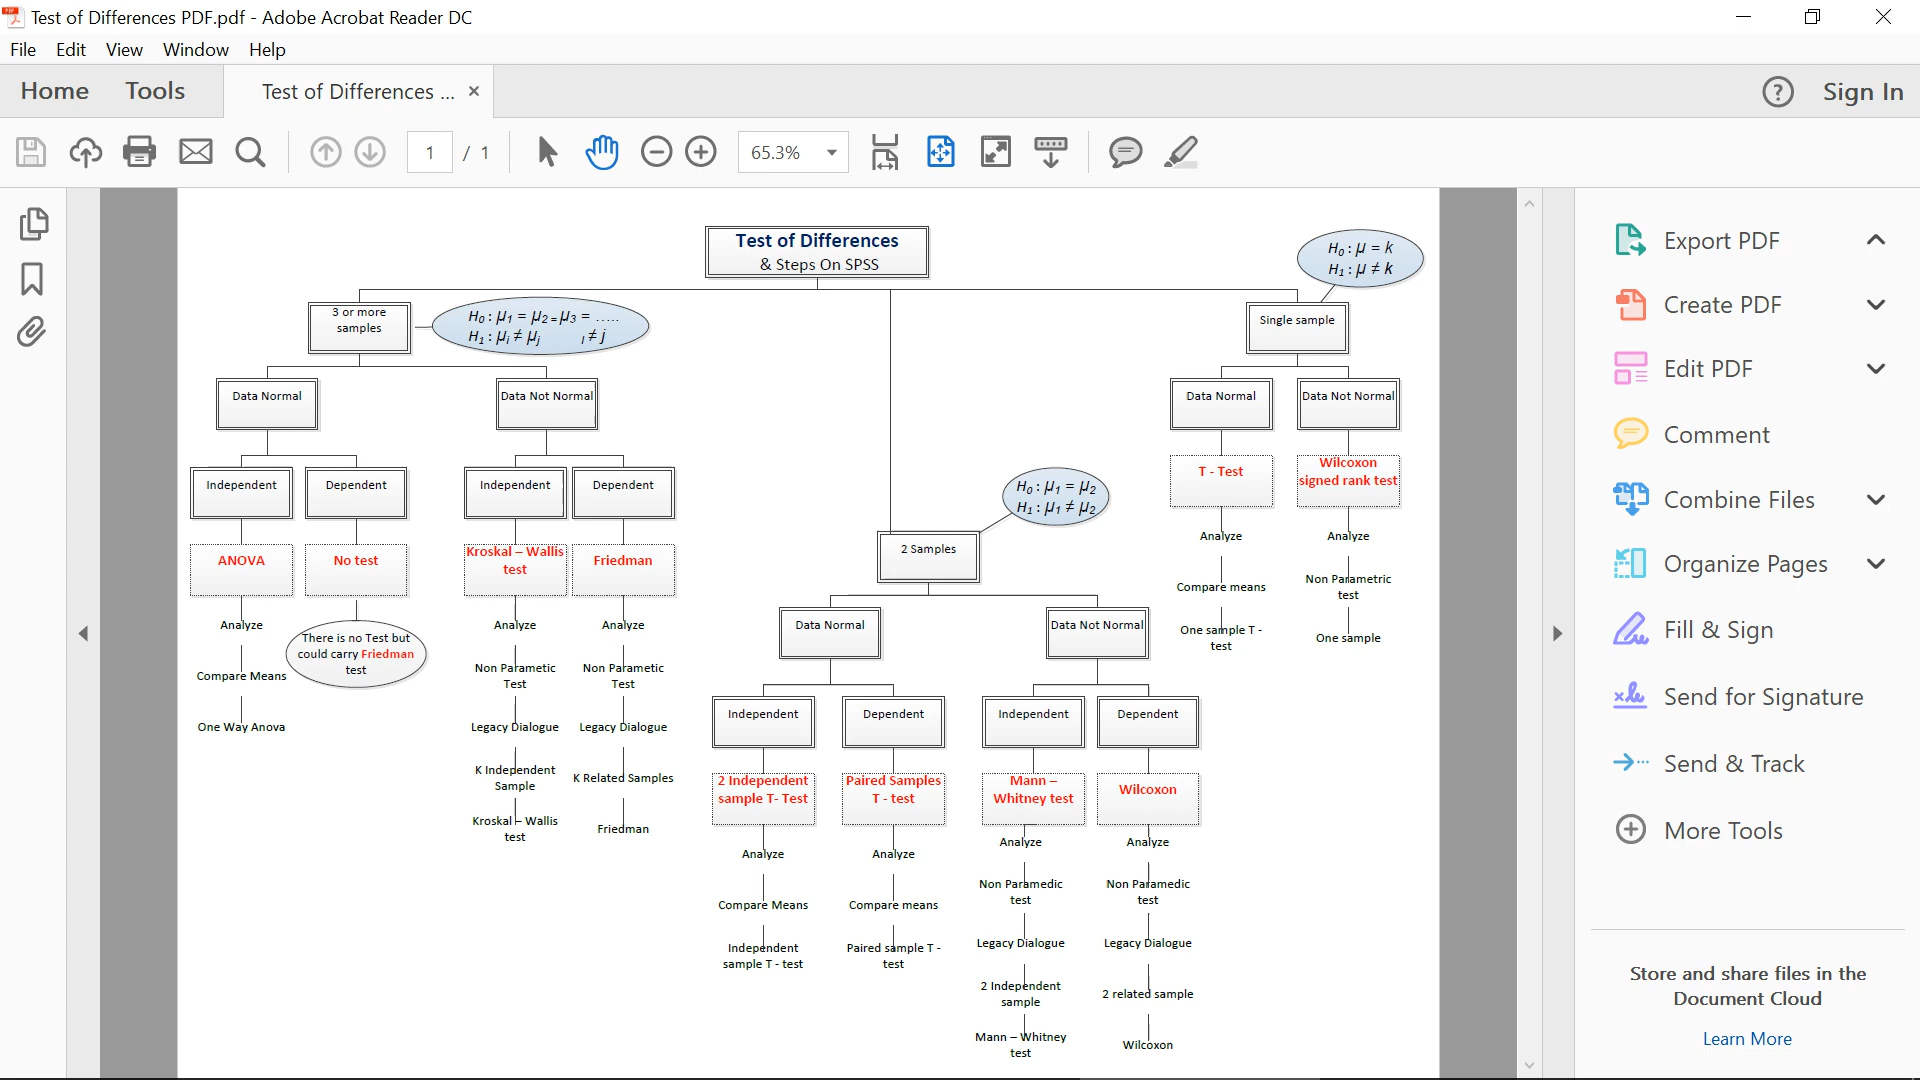 Test of Differences PDF.pdf - Adobe Acrobat Reader DC
File Edit View Window Help
Home Tools Test of Differences ... × ? Sign In
1 / 1 65.3%
Test of Differences
& Steps On SPSS
H0 : μ = k
H1 : μ ≠ k
3 or more
samples
H0 : μ1 = μ2 = μ3 = .....
H1 : μi ≠ μj I ≠ j
Single sample
Data Normal
Data Not Normal
Data Normal
Data Not Normal
T - Test
Wilcoxon
signed rank test
Independent
Dependent
Independent
Dependent
H0 : μ1 = μ2
H1 : μ1 ≠ μ2
Analyze
Analyze
2 Samples
ANOVA
No test
Kroskal – Wallis
test
Friedman
Compare means
Non Parametric
test
One sample T -
test
One sample
Analyze
There is no Test but
could carry Friedman
test
Analyze
Analyze
Data Normal
Data Not Normal
Compare Means
Non Parametic
Test
Non Parametic
Test
One Way Anova
Legacy Dialogue
Legacy Dialogue
Independent
Dependent
Independent
Dependent
K Independent
Sample
K Related Samples
2 Independent
sample T- Test
Paired Samples
T - test
Mann –
Whitney test
Wilcoxon
Kroskal – Wallis
test
Friedman
Analyze
Analyze
Analyze
Analyze
Compare Means
Compare means
Non Paramedic
test
Non Paramedic
test
Independent
sample T - test
Paired sample T -
test
Legacy Dialogue
Legacy Dialogue
2 Independent
sample
2 related sample
Mann – Whitney
test
Wilcoxon
Export PDF
Create PDF
Edit PDF
Comment
Combine Files
Organize Pages
Fill & Sign
Send for Signature
Send & Track
More Tools
Store and share files in the
Document Cloud
Learn More